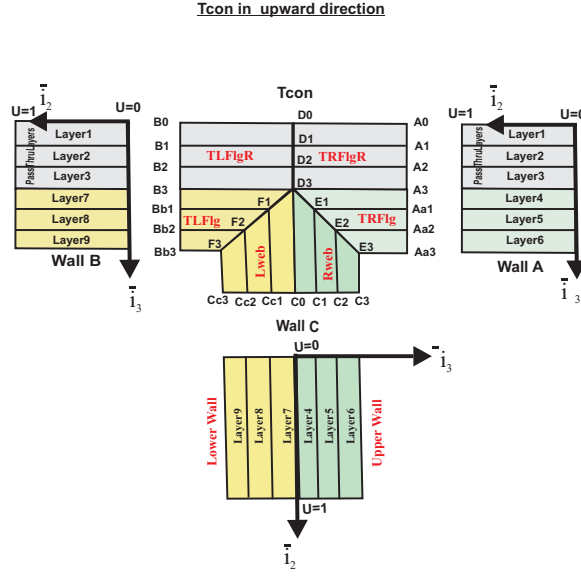 Tcon in upward direction
i2
U=1
U=0
Layer1
Layer2
Layer3
PassThruLayers
Layer7
Layer8
Layer9
Wall B
i3
Tcon
B0
D0
A0
B1
D1
A1
TLFlgR
TRFlgR
B2
D2
A2
B3
D3
A3
Bb1
F1
E1
Aa1
TLFlg
TRFlg
Bb2
F2
E2
Aa2
Bb3
F3
E3
Aa3
Lweb
Rweb
Cc3
Cc2
Cc1
C0
C1
C2
C3
i2
U=1
U=0
Layer1
Layer2
Layer3
PassThruLayers
Layer4
Layer5
Layer6
Wall A
i3
Wall C
U=0
i3
Lower Wall
Layer9
Layer8
Layer7
Layer4
Layer5
Layer6
Upper Wall
U=1
i2